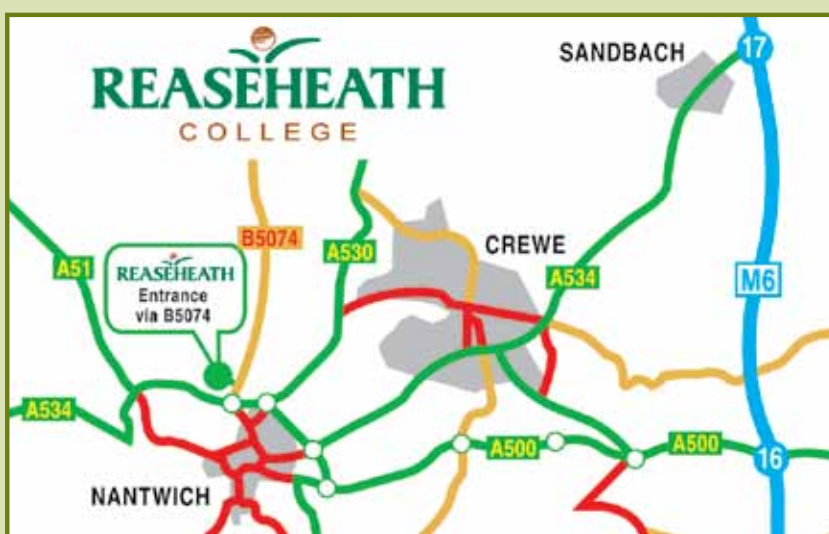 REASEHEATH
COLLEGE
SANDBACH
17
B5074
A530
CREWE
A51
REASEHEATH
Entrance
via B5074
A534
M6
A534
A500
A500
16
NANTWICH